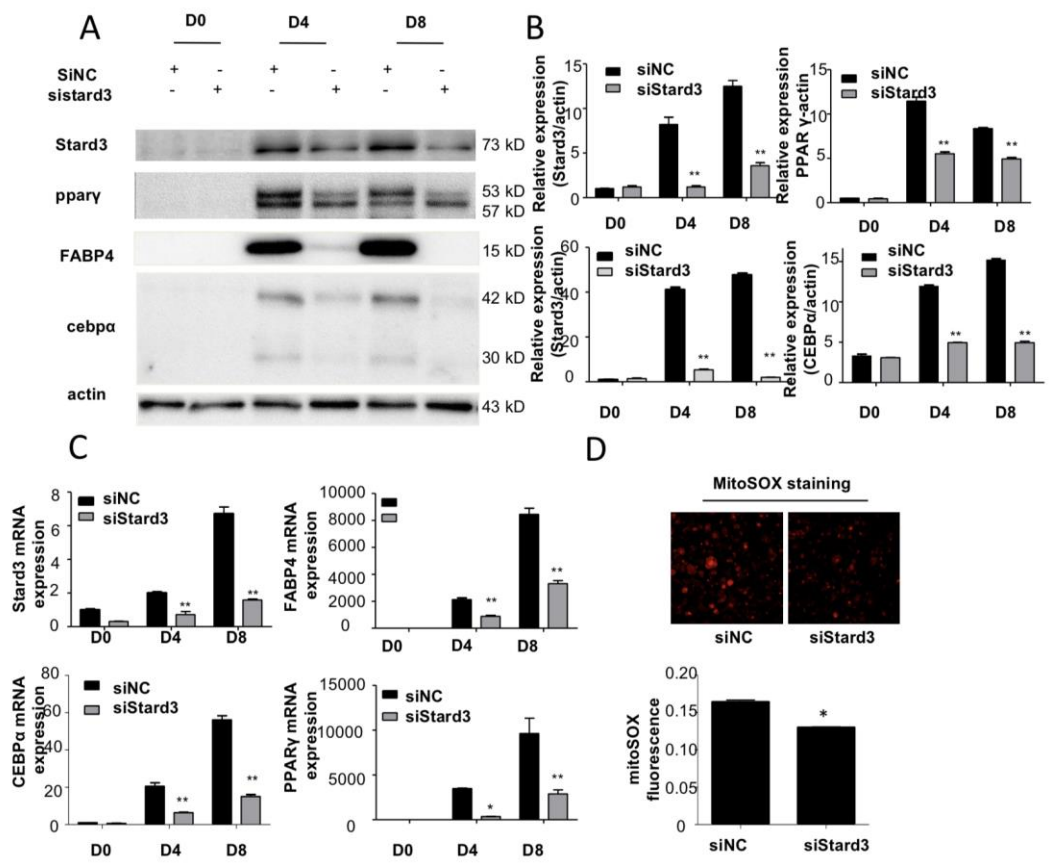 A
D0 D4 D8
SiNC + - + - + -
sistard3 - + - + - +
Stard3 73 kD
pparγ 53 kD
57 kD
FABP4 15 kD
cebpα 42 kD
30 kD
actin 43 kD
B
Relative expression
(Stard3/actin)
15
10
5
0
siNC
siStard3
** **
D0 D4 D8
Relative expression
PPAR γ-actin
15
10
5
0
siNC
siStard3
** **
D0 D4 D8
Relative expression
(Stard3/actin)
60
40
20
0
siNC
siStard3
** **
D0 D4 D8
Relative expression
(CEBPα/actin)
15
10
5
0
siNC
siStard3
** **
D0 D4 D8
C
Stard3 mRNA
expression
8
6
4
2
0
siNC
siStard3
** **
D0 D4 D8
FABP4 mRNA
expression
10000
8000
6000
4000
2000
0
** **
D0 D4 D8
CEBPα mRNA
expression
80
60
40
20
0
siNC
siStard3
** **
D0 D4 D8
PPARγ mRNA
expression
15000
10000
5000
0
siNC
siStard3
* **
D0 D4 D8
D
MitoSOX staining
siNC siStard3
mitoSOX
fluorescence
0.20
0.15
0.10
0.05
0
*
siNC siStard3